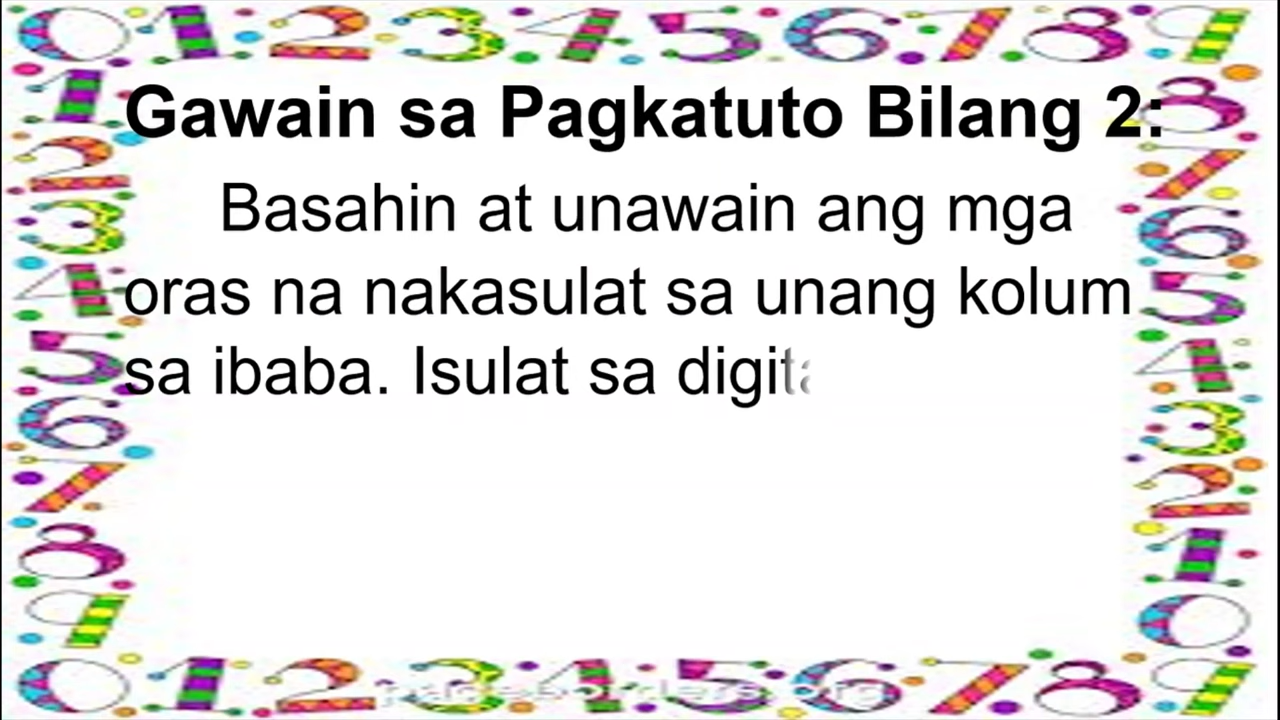 Gawain sa Pagkatuto Bilang 2:
Basahin at unawain ang mga
oras na nakasulat sa unang kolum
sa ibaba. Isulat sa